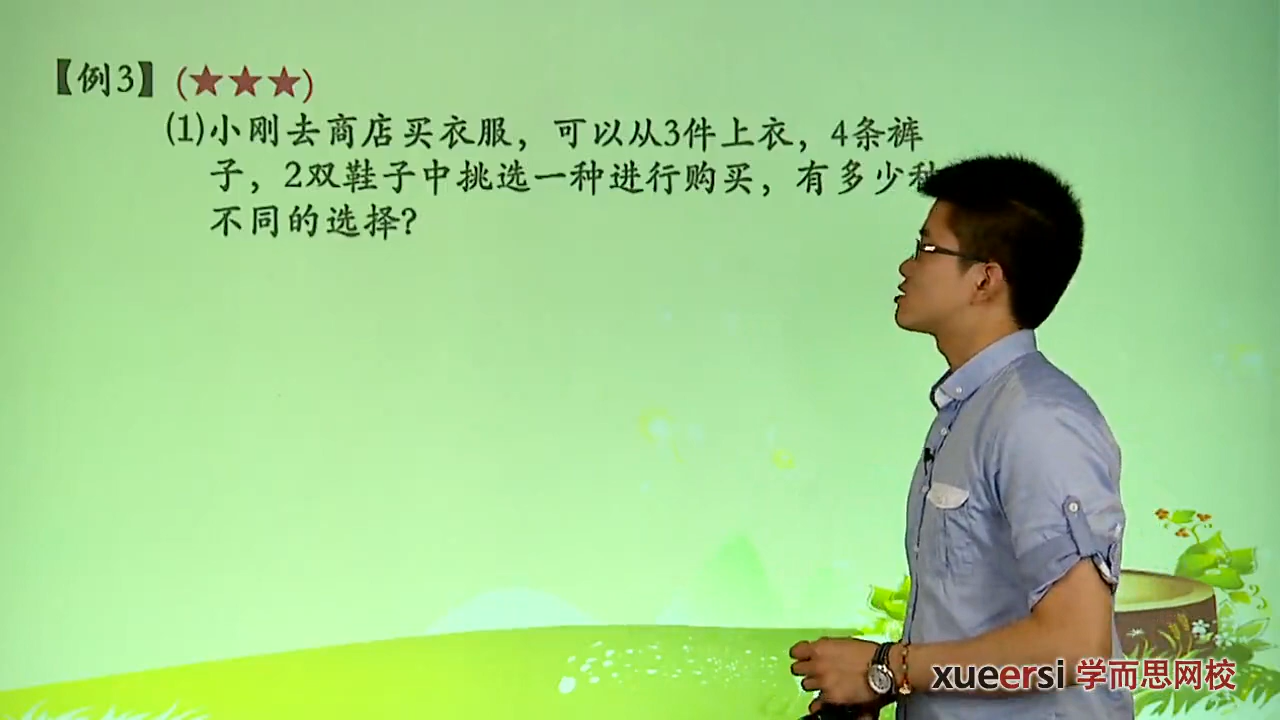 【例3】(★★★)
(1)小刚去商店买衣服，可以从3件上衣，4条裤
子，2双鞋子中挑选一种进行购买，有多少种
不同的选择？
xueersi 学而思网校